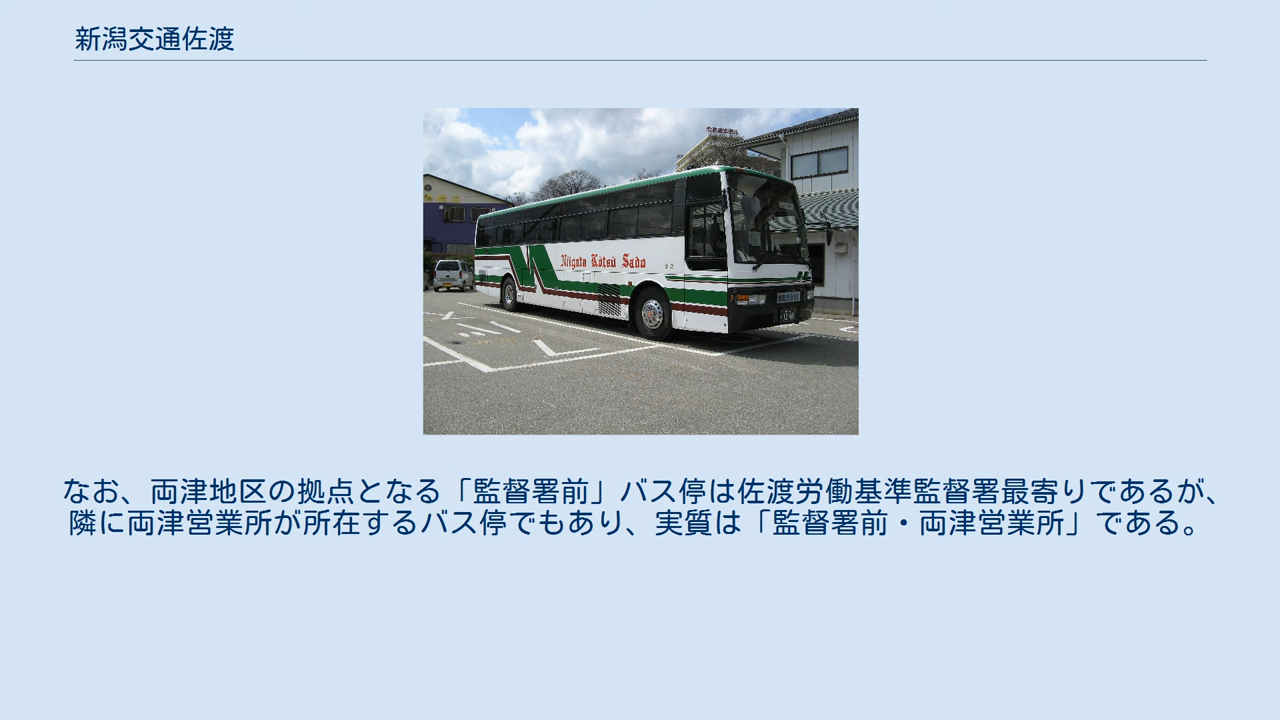 新潟交通佐渡
Niigata Kotsu Sado
なお、両津地区の拠点となる「監督署前」バス停は佐渡労働基準監督署最寄りであるが、
隣に両津営業所が所在するバス停でもあり、実質は「監督署前・両津営業所」である。